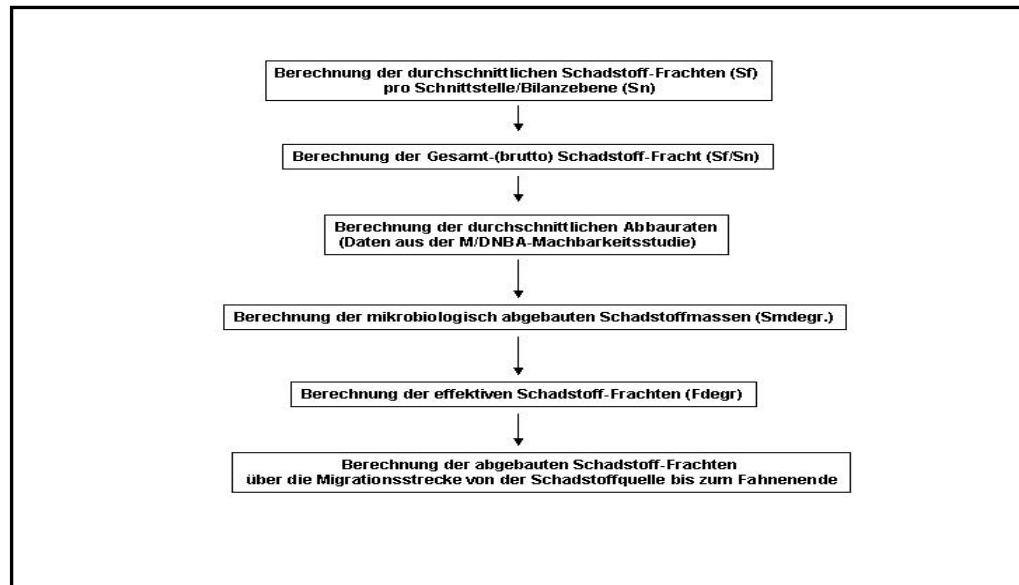 Berechnung der durchschnittlichen Schadstoff-Frachten (Sf)
pro Schnittstelle/Bilanzebene (Sn)
Berechnung der Gesamt-(brutto) Schadstoff-Fracht (Sf/Sn)
Berechnung der durchschnittlichen Abbauraten
(Daten aus der M/DNBA-Machbarkeitsstudie)
Berechnung der mikrobiologisch abgebauten Schadstoffmassen (Smdegr.)
Berechnung der effektiven Schadstoff-Frachten (Fdegr)
Berechnung der abgebauten Schadstoff-Frachten
über die Migrationsstrecke von der Schadstoffquelle bis zum Fahnenende